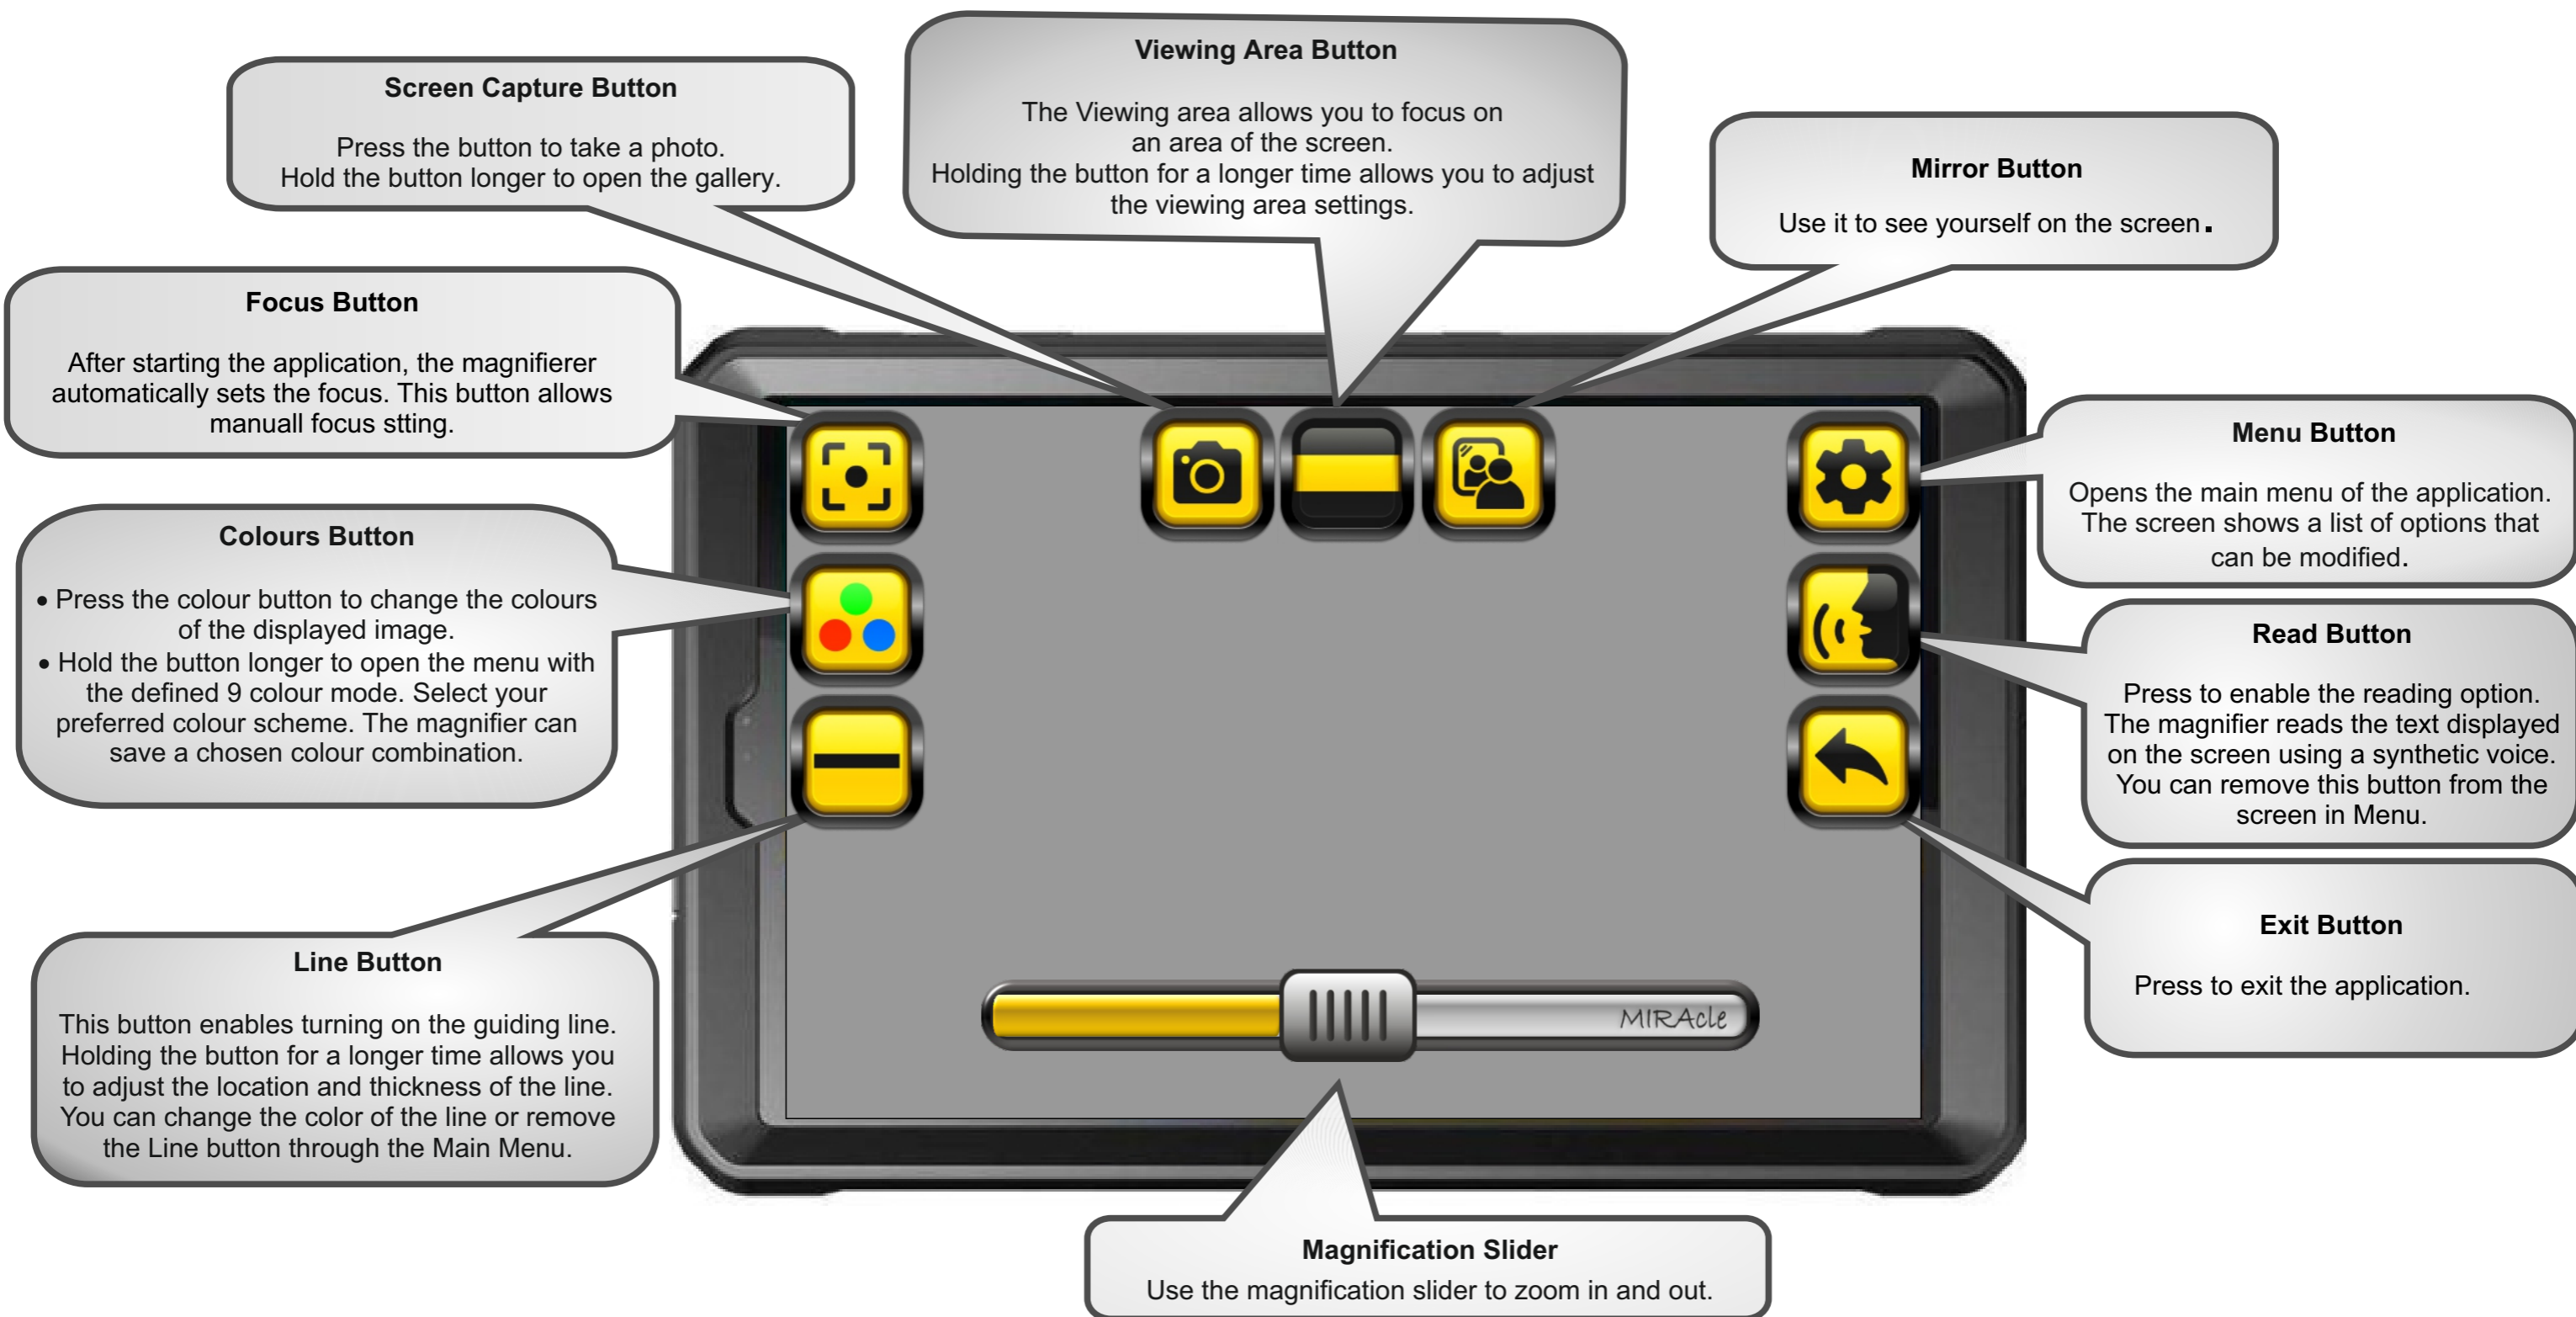 Viewing Area Button
The Viewing area allows you to focus on
an area of the screen.
Holding the button for a longer time allows you to adjust
the viewing area settings.
Screen Capture Button
Press the button to take a photo.
Hold the button longer to open the gallery.
Mirror Button
Use it to see yourself on the screen.
Focus Button
After starting the application, the magnifierer
automatically sets the focus. This button allows
manuall focus stting.
Menu Button
Opens the main menu of the application.
The screen shows a list of options that
can be modified.
Colours Button
• Press the colour button to change the colours
of the displayed image.
• Hold the button longer to open the menu with
the defined 9 colour mode. Select your
preferred colour scheme. The magnifier can
save a chosen colour combination.
Read Button
Press to enable the reading option.
The magnifier reads the text displayed
on the screen using a synthetic voice.
You can remove this button from the
screen in Menu.
Exit Button
Press to exit the application.
Line Button
This button enables turning on the guiding line.
Holding the button for a longer time allows you
to adjust the location and thickness of the line.
You can change the color of the line or remove
the Line button through the Main Menu.
MIRAcle
Magnification Slider
Use the magnification slider to zoom in and out.